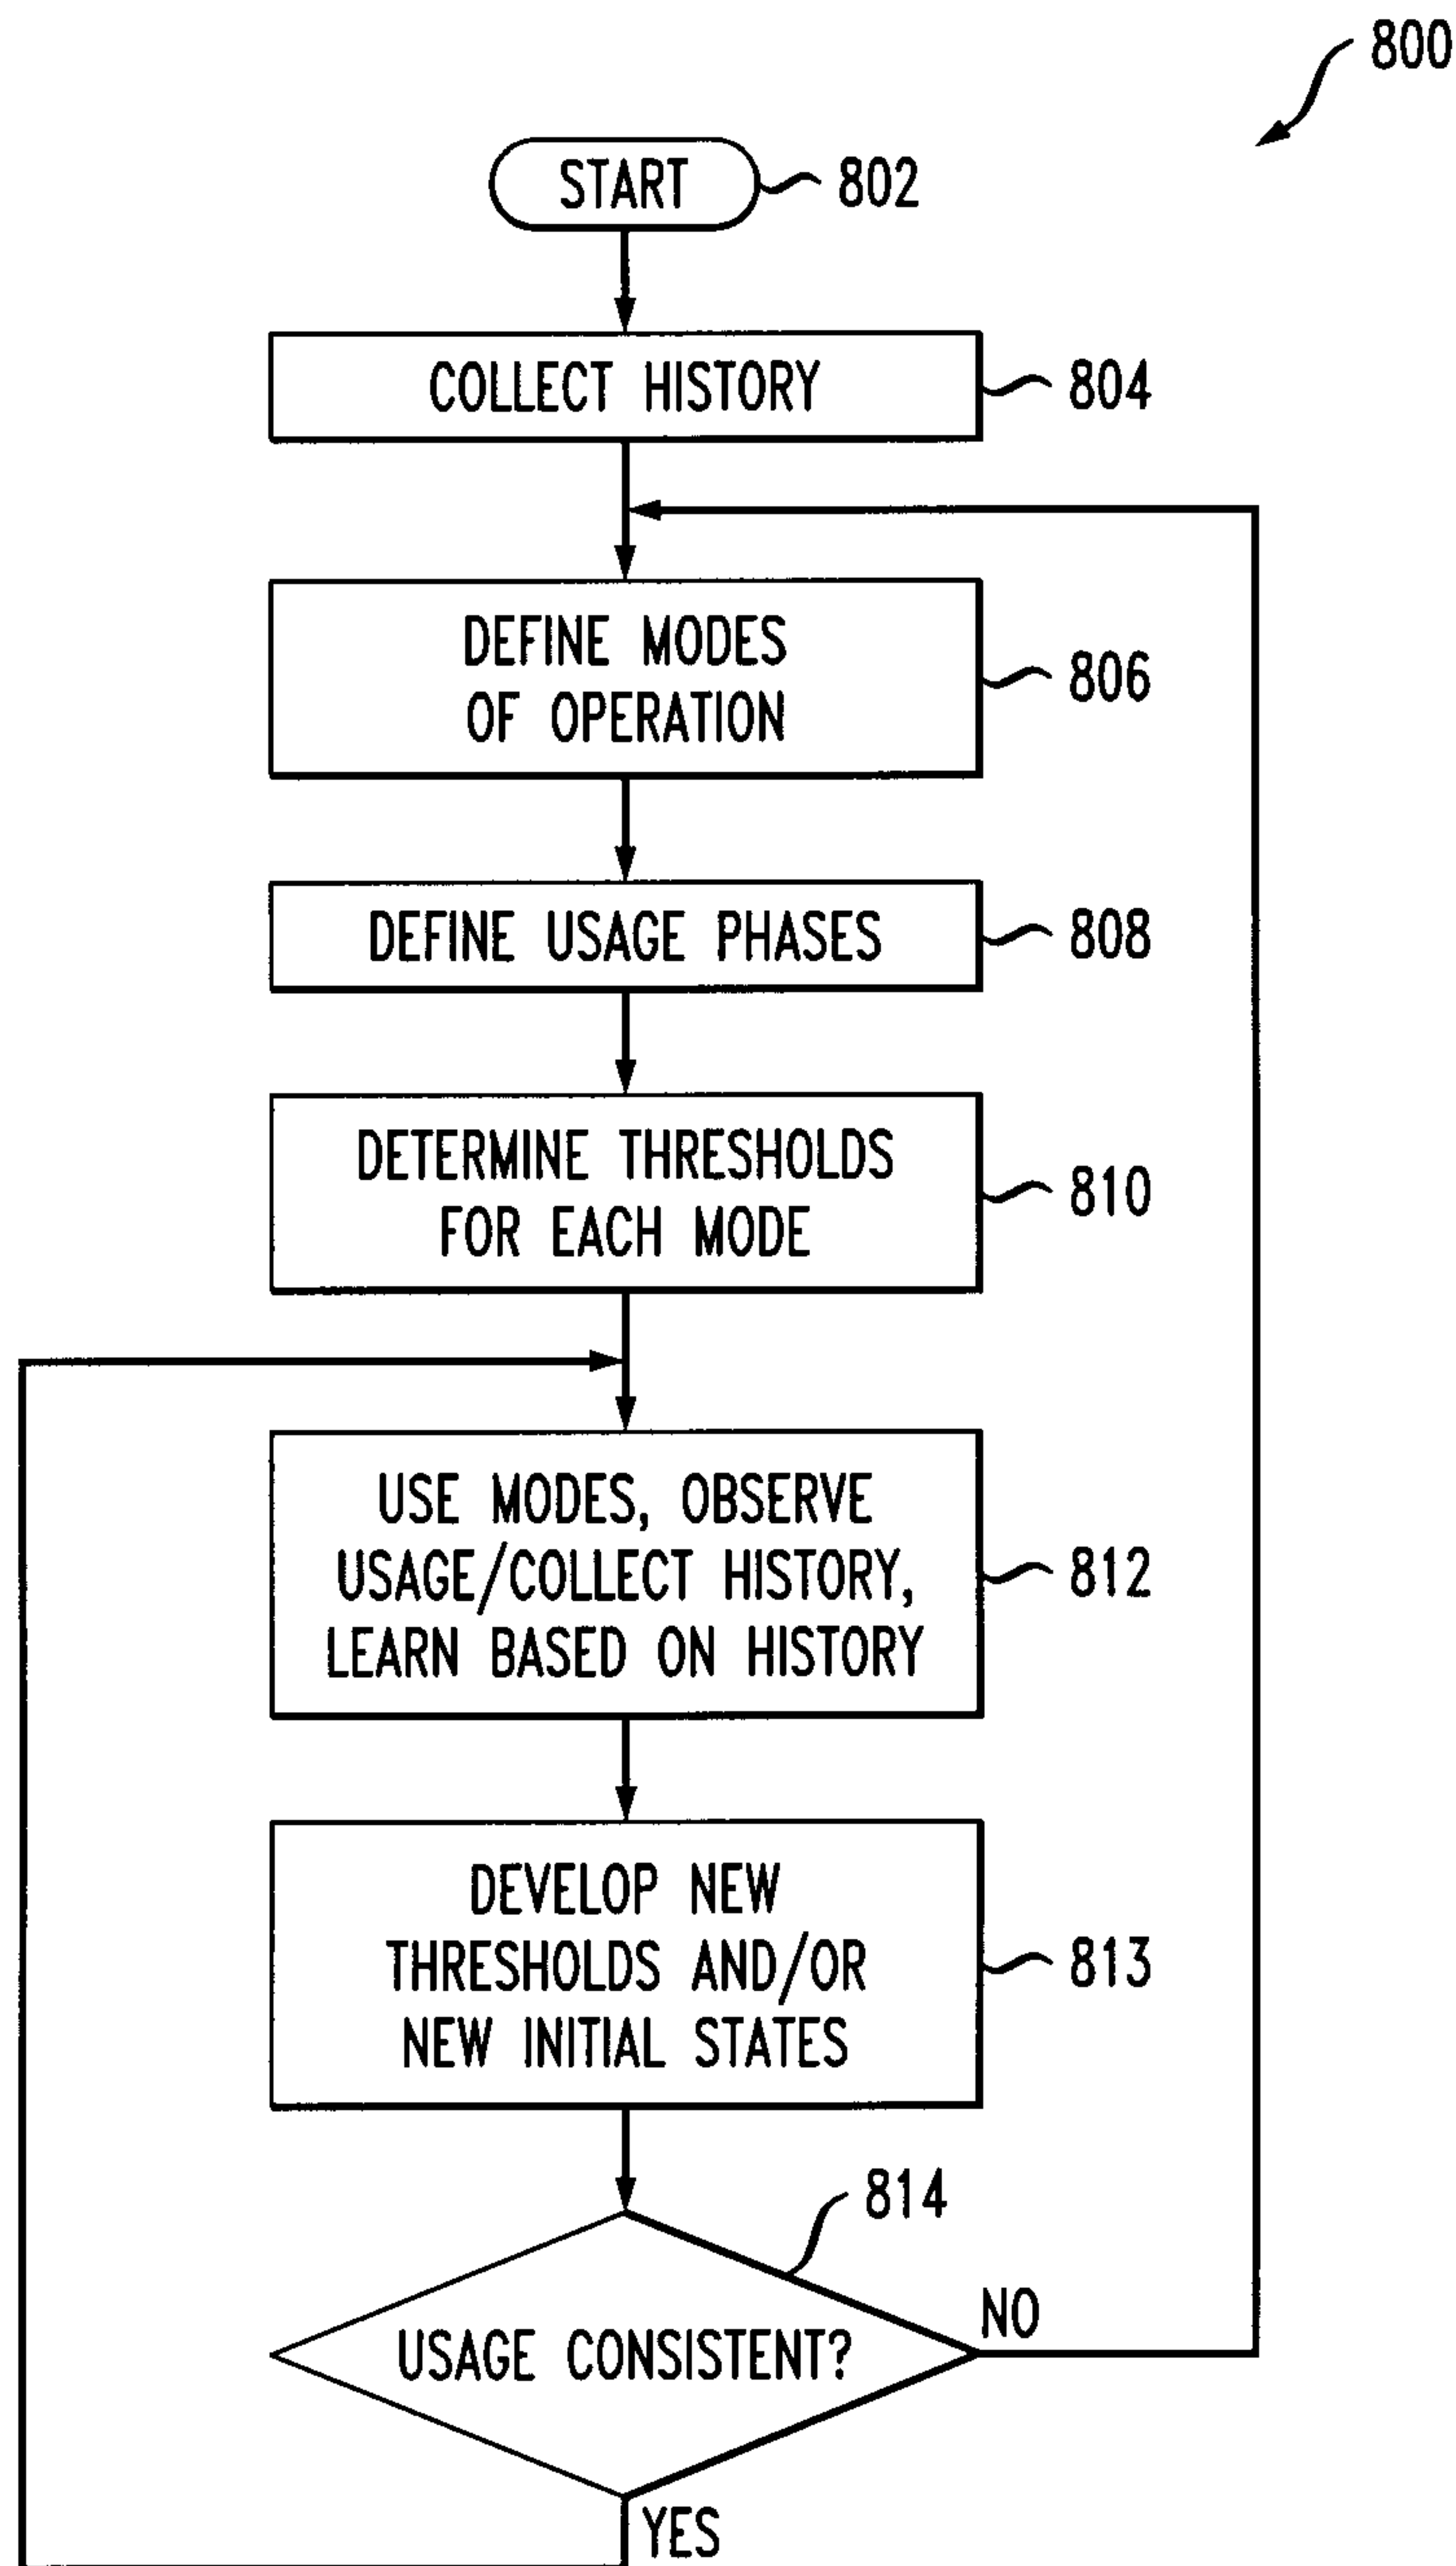 800
START
802
COLLECT HISTORY
804
DEFINE MODES
OF OPERATION
806
DEFINE USAGE PHASES
808
DETERMINE THRESHOLDS
FOR EACH MODE
810
USE MODES, OBSERVE
USAGE/COLLECT HISTORY,
LEARN BASED ON HISTORY
812
DEVELOP NEW
THRESHOLDS AND/OR
NEW INITIAL STATES
813
814
USAGE CONSISTENT?
NO
YES